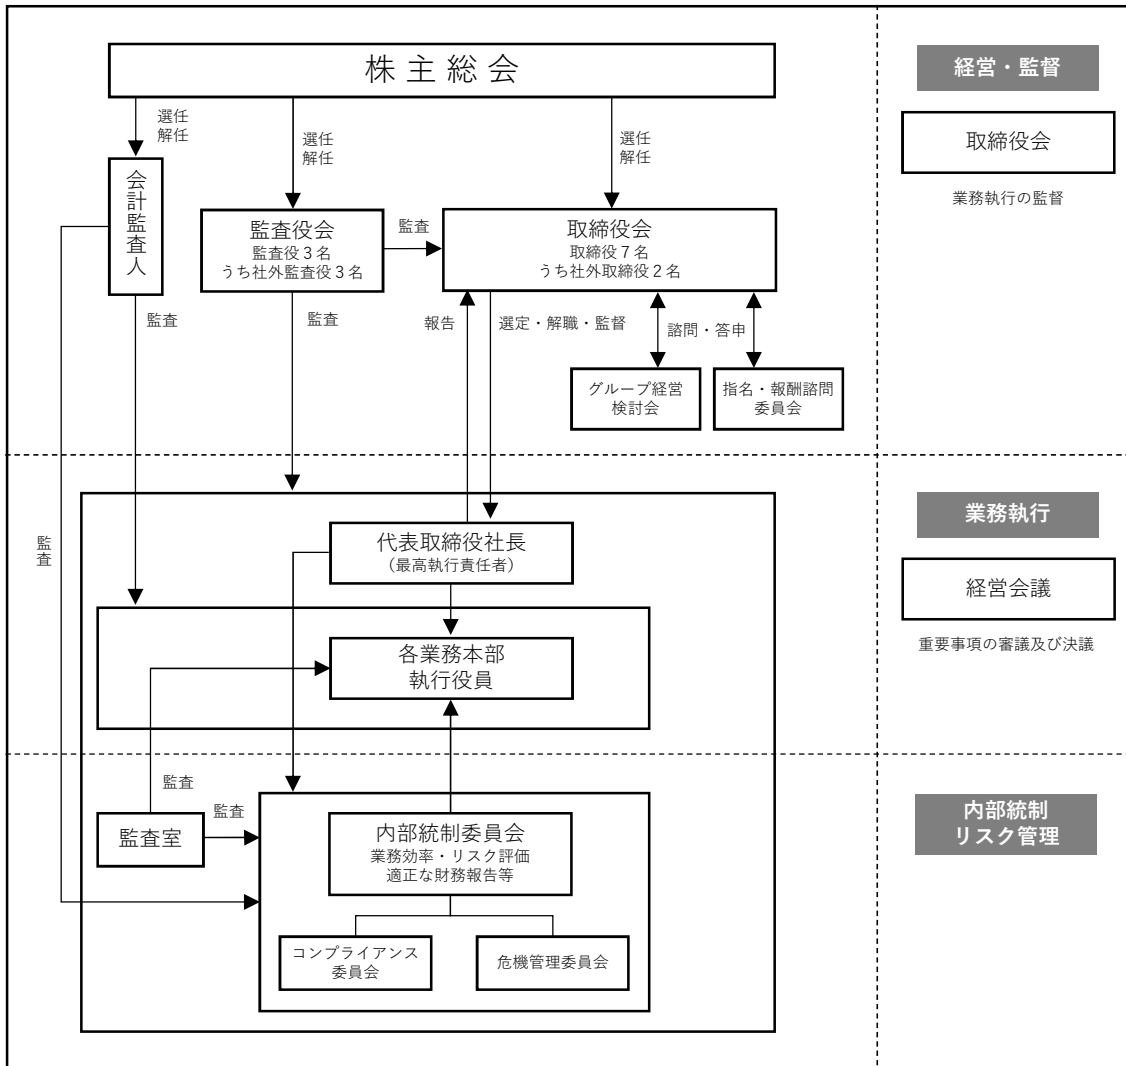 株主総会
選任
解任
選任
解任
選任
解任
会計監査人
監査役会
監査役３名
うち社外監査役３名
監査
取締役会
取締役７名
うち社外取締役２名
監査
監査
報告
選定・解職・監督
諮問・答申
グループ経営
検討会
指名・報酬諮問
委員会
監査
代表取締役社長
（最高執行責任者）
各業務本部
執行役員
監査
監査
監査室
内部統制委員会
業務効率・リスク評価
適正な財務報告等
コンプライアンス
委員会
危機管理委員会
経営・監督
取締役会
業務執行の監督
業務執行
経営会議
重要事項の審議及び決議
内部統制
リスク管理